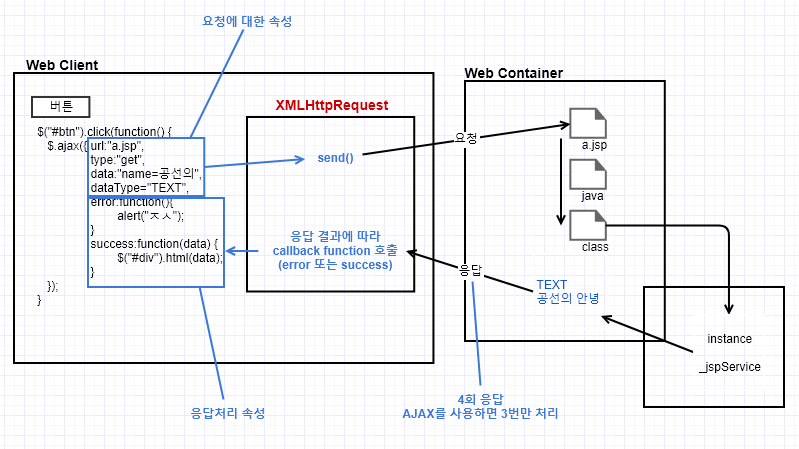 요청에 대한 속성
Web Client
버튼
$("#btn").click(function() {
$.ajax({ url:"a.jsp",
type:"get",
data:"name=공선의",
dataType="TEXT",
error:function(){
alert("ㅈㅅ");
}
success:function(data) {
$("#div").html(data);
}
});
}
XMLHttpRequest
send()
응답 결과에 따라
callback function 호출
(error 또는 success)
요청
응답
Web Container
a.jsp
java
class
TEXT
공선의 안녕
instance
_jspService
응답처리 속성
4회 응답
AJAX를 사용하면 3번만 처리